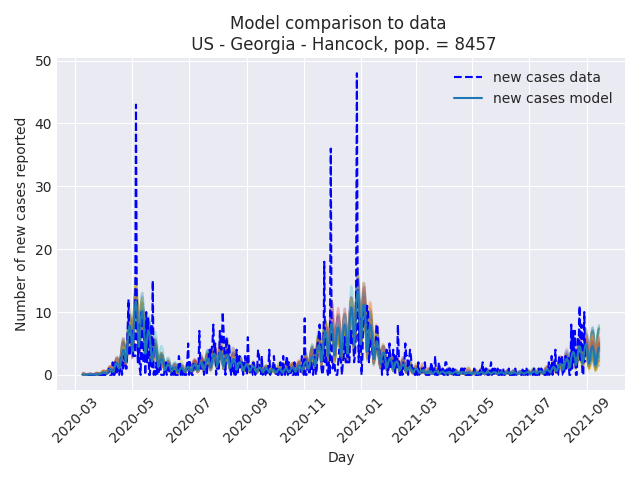 Model comparison to data
US - Georgia - Hancock, pop. = 8457
Number of new cases reported
50
40
30
20
10
0
new cases data
new cases model
2020-03
2020-05
2020-07
2020-09
2020-11
2021-01
2021-03
2021-05
2021-07
2021-09
Day